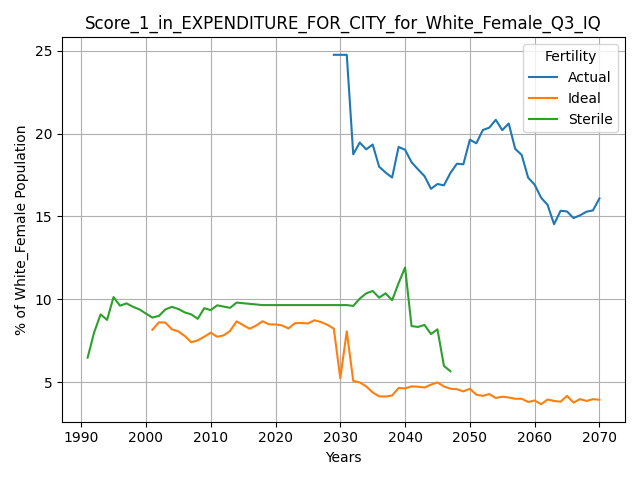 Score_1_in_EXPENDITURE_FOR_CITY_for_White_Female_Q3_IQ
Fertility
Actual
Ideal
Sterile
% of White_Female Population
25
20
15
10
5
1990 2000 2010 2020 2030 2040 2050 2060 2070
Years